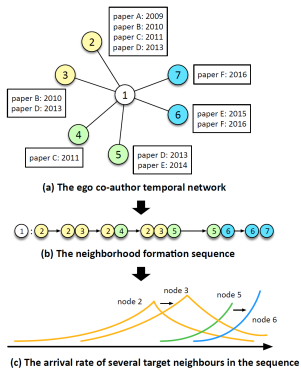 paper A: 2009
paper B: 2010
paper C: 2011
paper D: 2013
2
7
paper F: 2016
3
1
paper B: 2010
paper D: 2013
6
paper E: 2015
paper F: 2016
4
paper C: 2011
5
paper D: 2013
paper E: 2014
(a) The ego co-author temporal network
1 : 2 2 3 2 4 2 3 5 5 6 6 7
(b) The neighborhood formation sequence
node 3
node 2
node 5
node 6
(c) The arrival rate of several target neighbours in the sequence